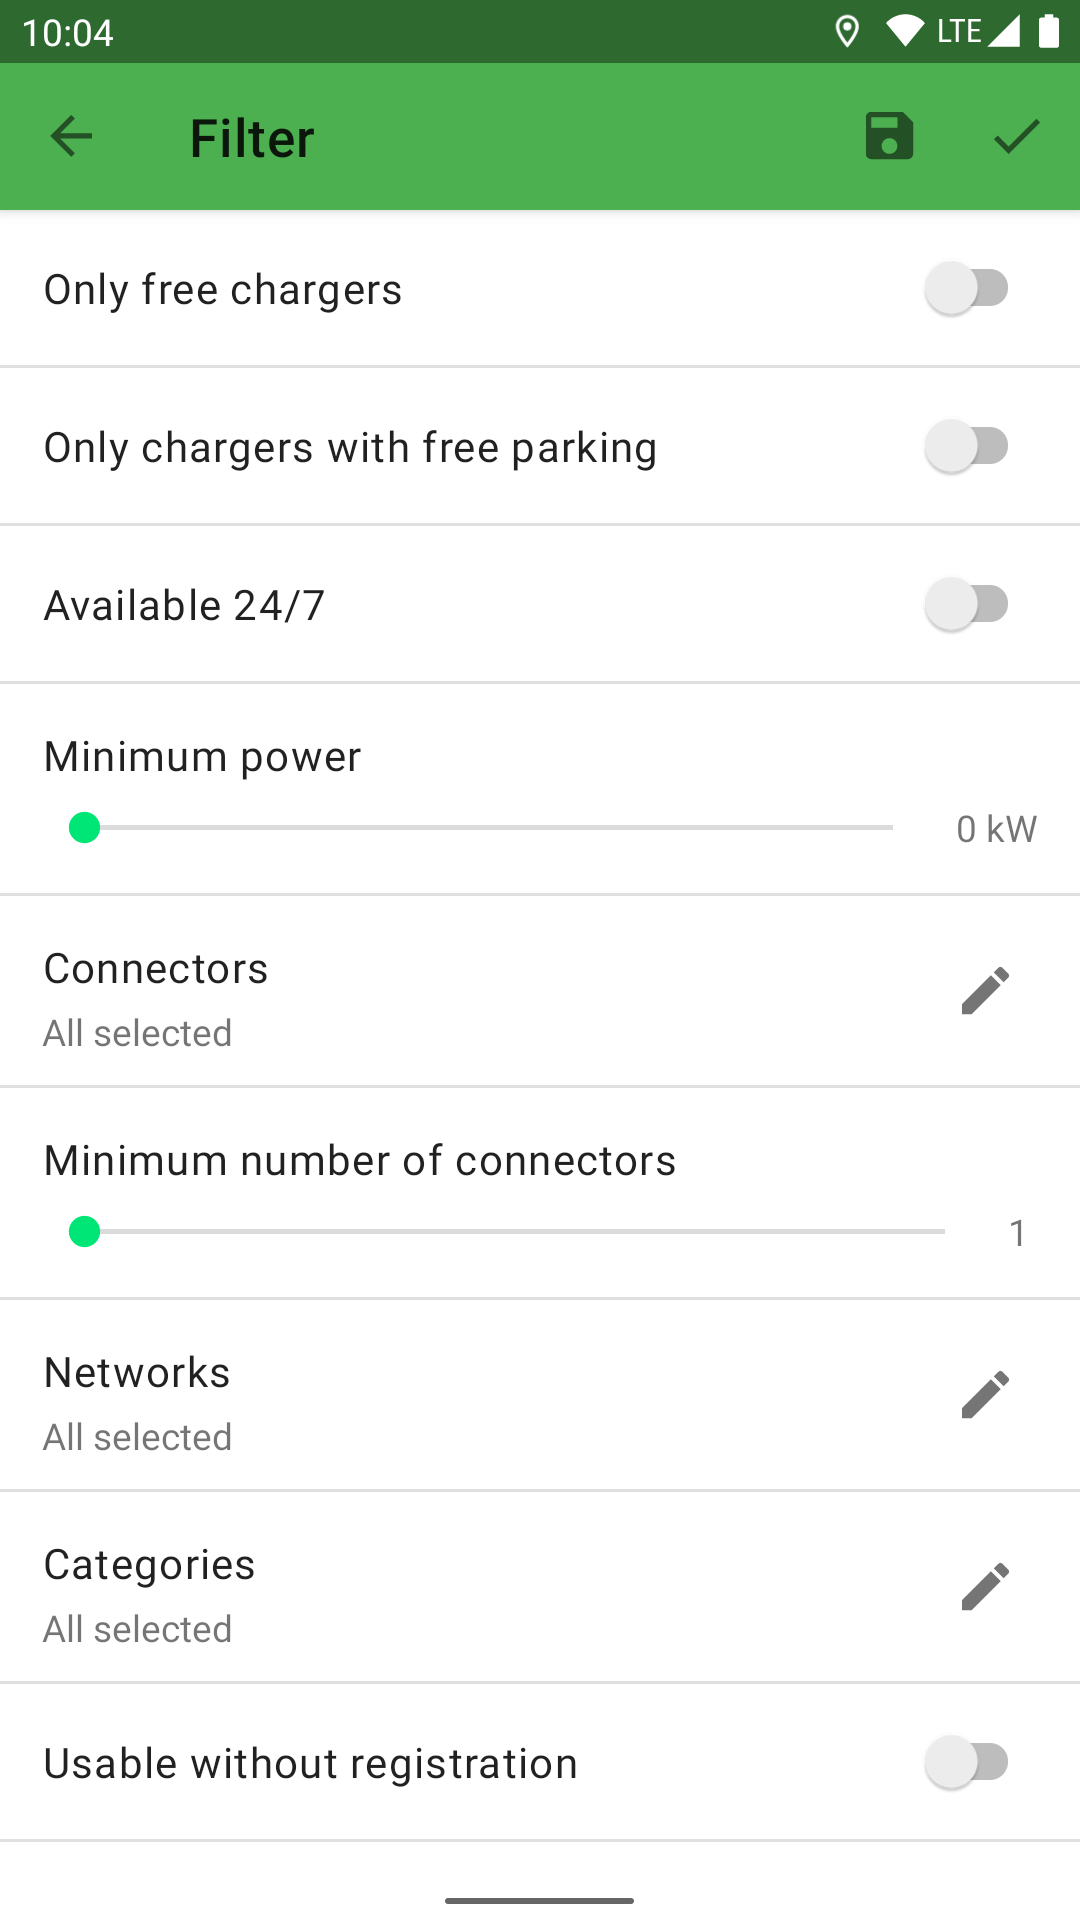 10:04
LTE
Filter
Only free chargers
Only chargers with free parking
Available 24/7
Minimum power
0 kW
Connectors
All selected
Minimum number of connectors
1
Networks
All selected
Categories
All selected
Usable without registration